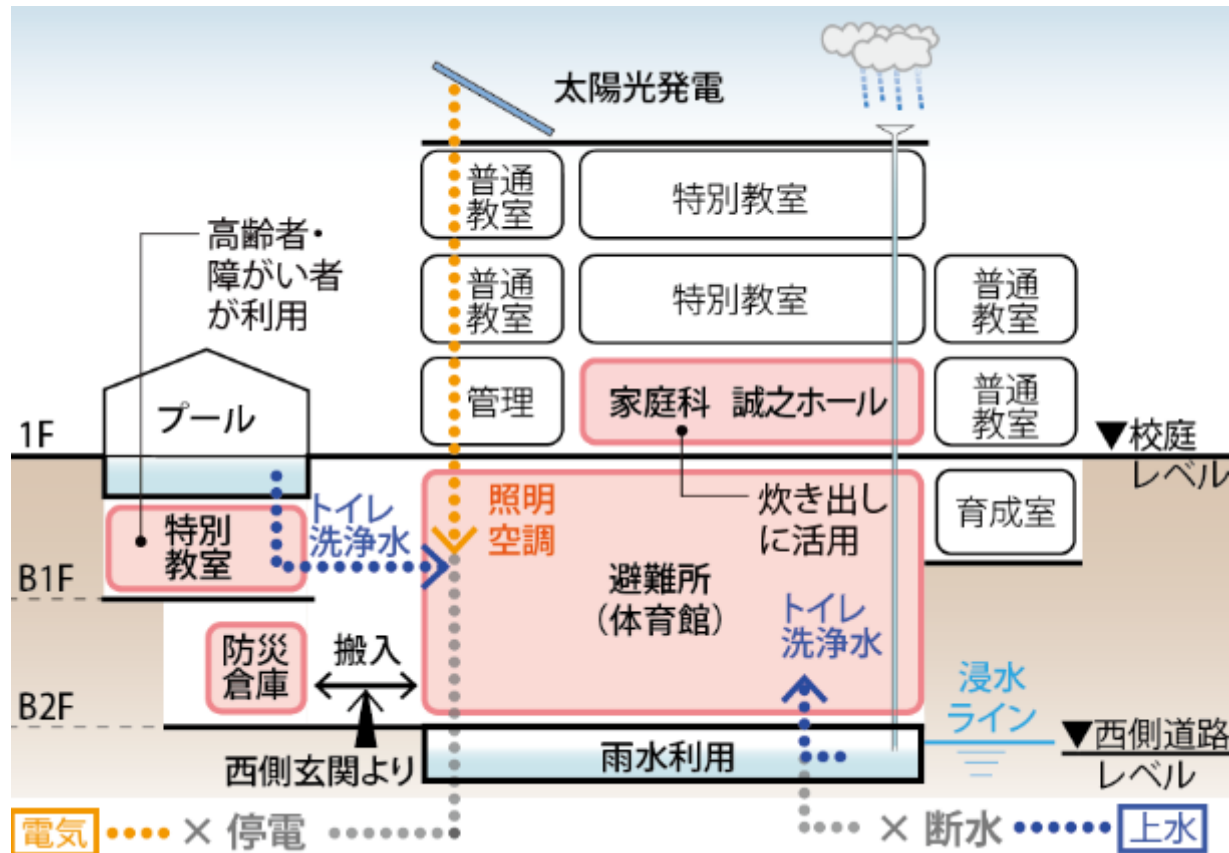 太陽光発電
普通
教室
特別教室
高齢者・
障がい者
が利用
普通
教室
特別教室
普通
教室
プール
管理
家庭科 誠之ホール
普通
教室
1F
▼校庭
レベル
トイレ
洗浄水
照明
空調
炊き出し
に活用
育成室
特別
教室
B1F
避難所
（体育館）
トイレ
洗浄水
防災
倉庫
搬入
浸水
ライン
B2F
西側玄関より
雨水利用
▼西側道路
レベル
電気
×
停電
×
断水
上水